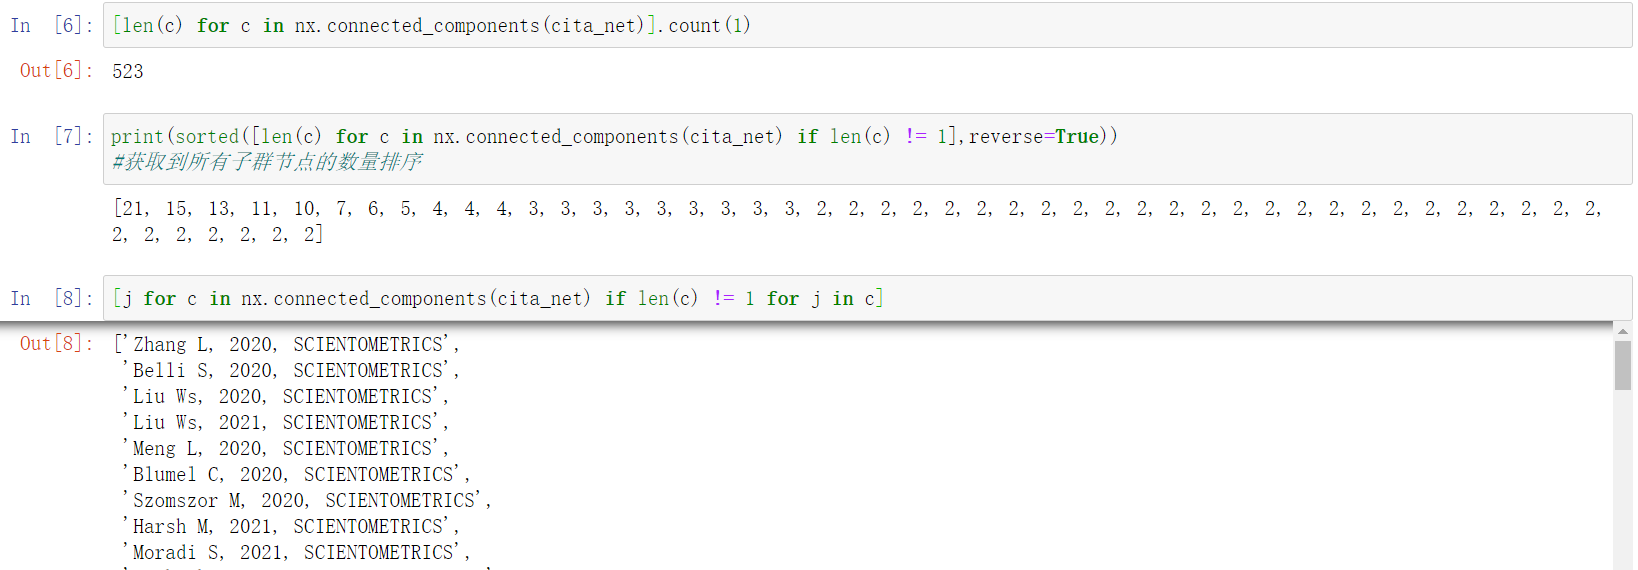 In [6]: [len(c) for c in nx.connected_components(cita_net)].count(1)
Out[6]: 523
In [7]: print(sorted([len(c) for c in nx.connected_components(cita_net) if len(c) != 1],reverse=True))
#获取到所有子群节点的数量排序
[21, 15, 13, 11, 10, 7, 6, 5, 4, 4, 4, 3, 3, 3, 3, 3, 3, 3, 3, 3, 3, 2, 2, 2, 2, 2, 2, 2, 2, 2, 2, 2, 2, 2, 2, 2, 2, 2, 2, 2, 2, 2, 2, 2, 2, 2,
2, 2, 2, 2, 2, 2, 2]
In [8]: [j for c in nx.connected_components(cita_net) if len(c) != 1 for j in c]
Out[8]: ['Zhang L, 2020, SCIENTOMETRICS',
'Belli S, 2020, SCIENTOMETRICS',
'Liu Ws, 2020, SCIENTOMETRICS',
'Liu Ws, 2021, SCIENTOMETRICS',
'Meng L, 2020, SCIENTOMETRICS',
'Blumel C, 2020, SCIENTOMETRICS',
'Szomszor M, 2020, SCIENTOMETRICS',
'Harsh M, 2021, SCIENTOMETRICS',
'Moradi S, 2021, SCIENTOMETRICS',